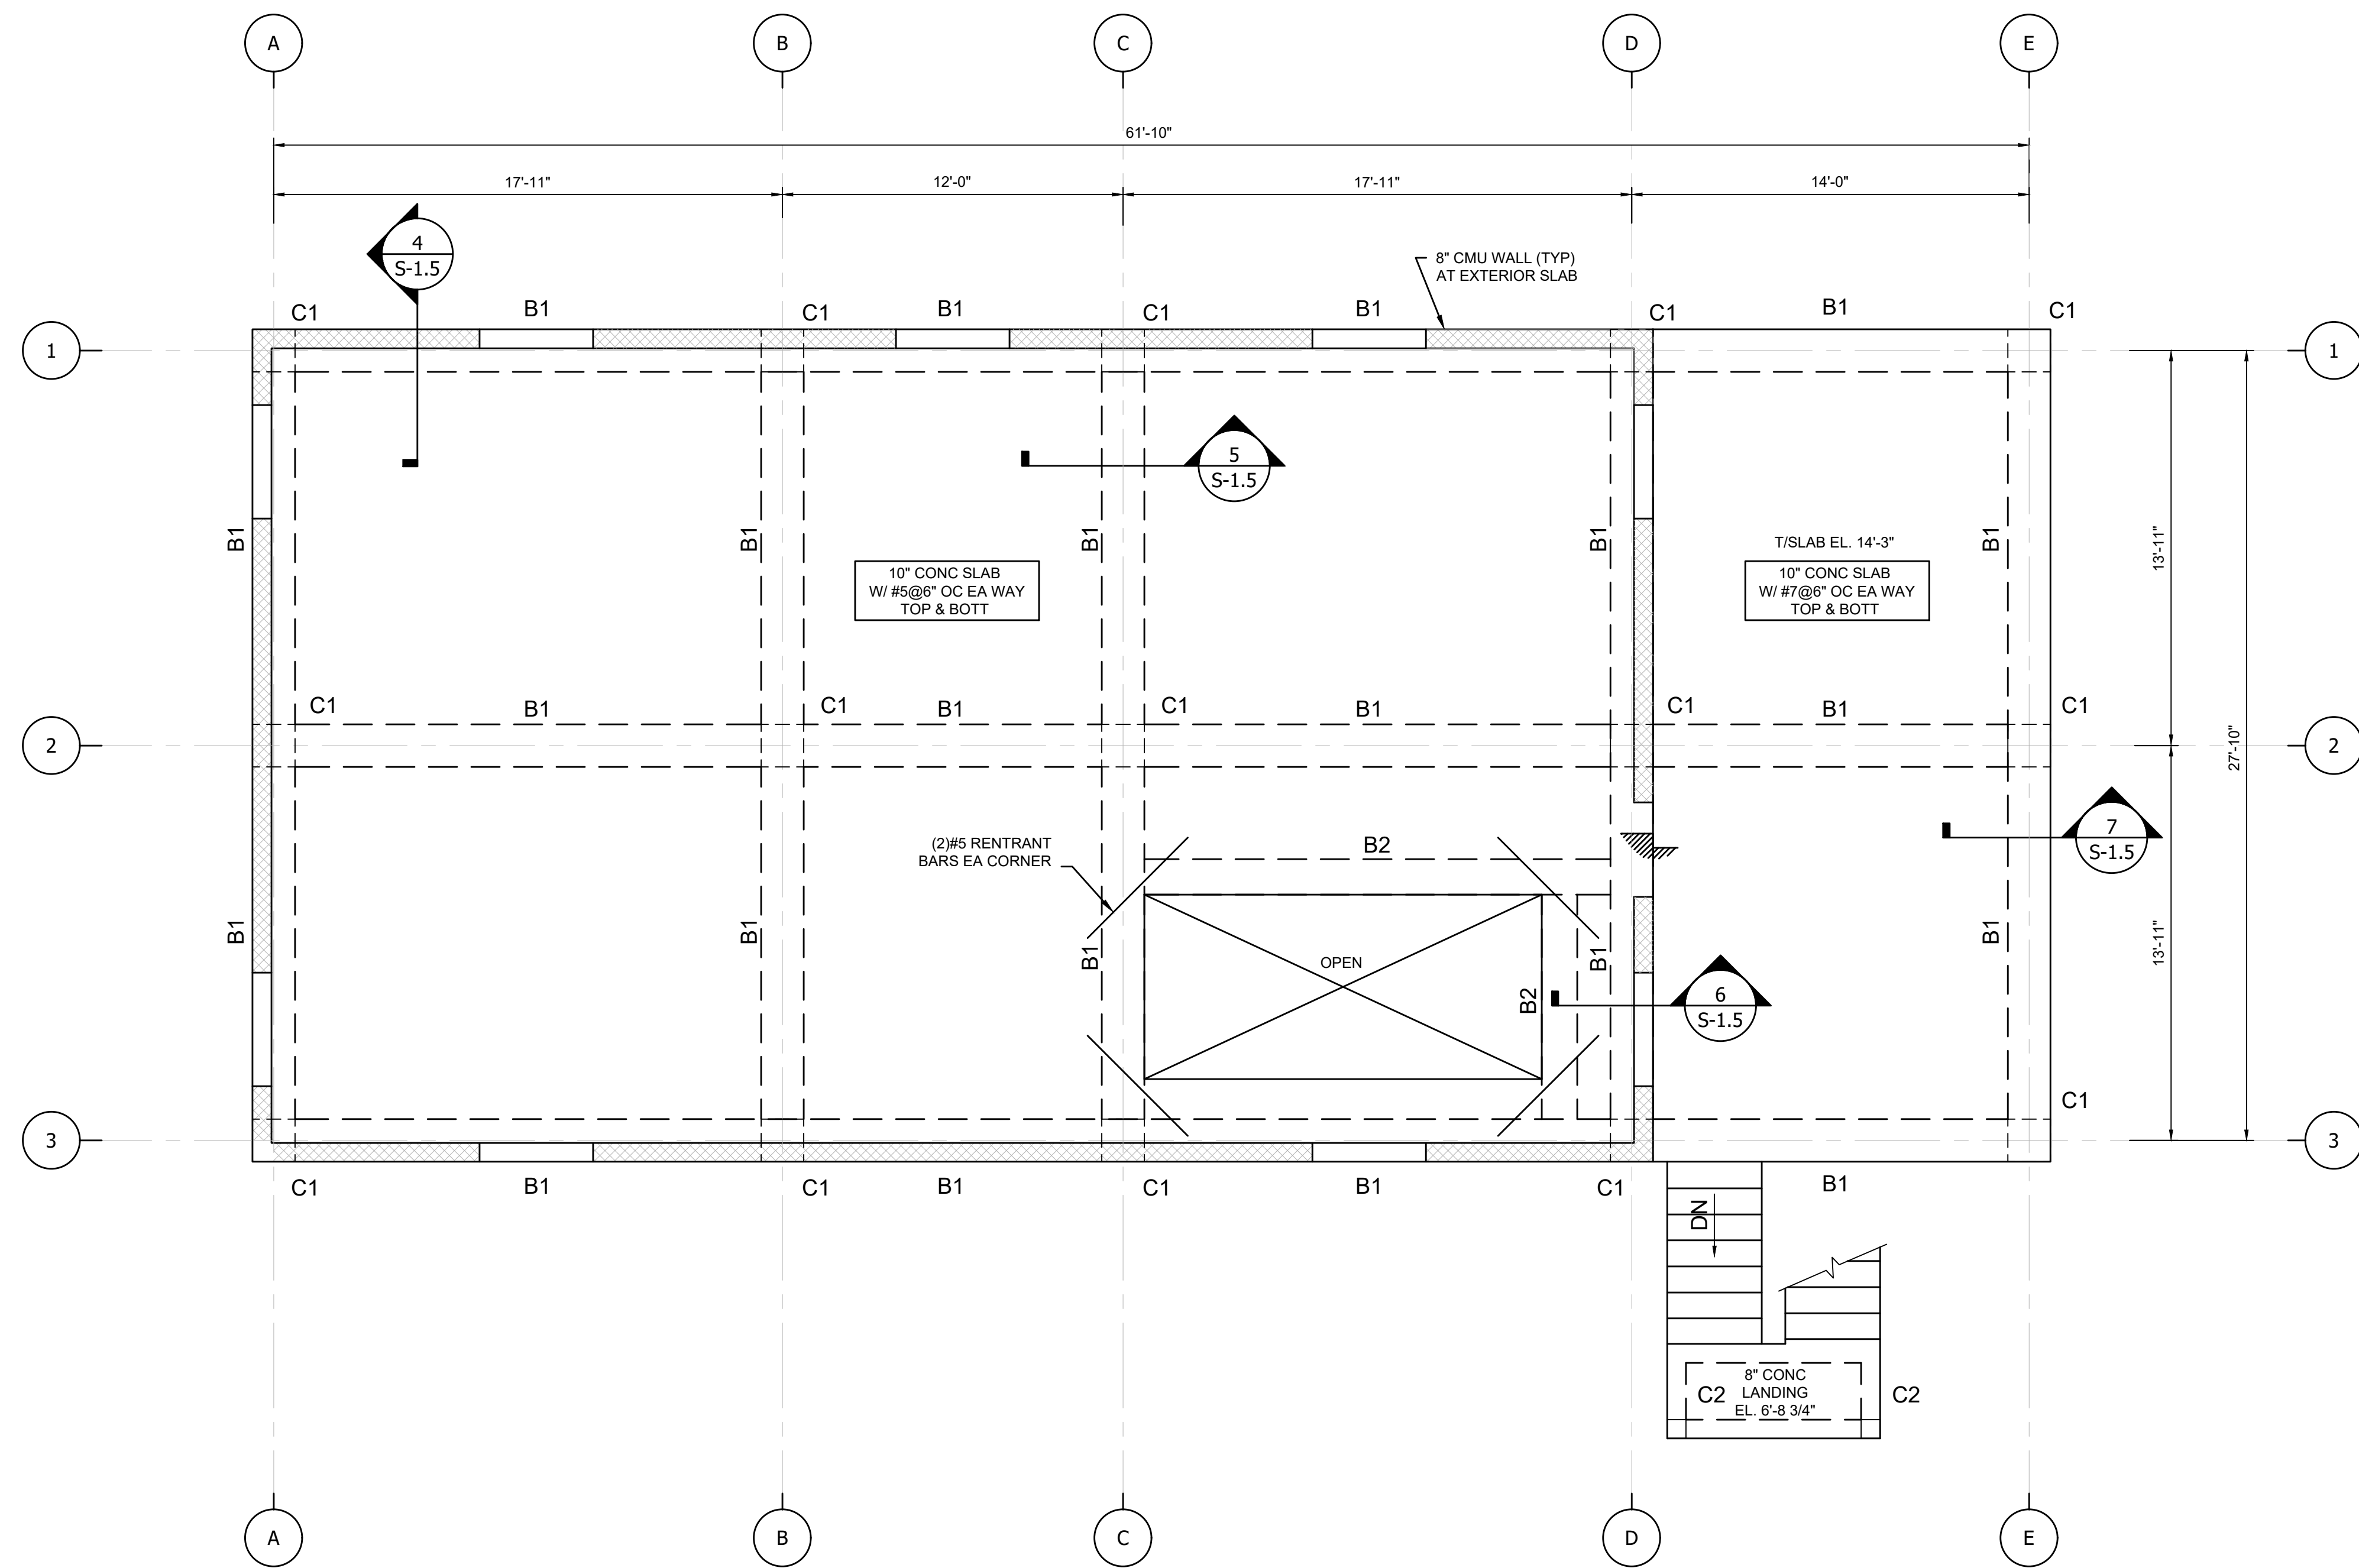 A B C D E
61'-10"
17'-11" 12'-0" 17'-11" 14'-0"
4
S-1.5
8" CMU WALL (TYP)
AT EXTERIOR SLAB
C1 B1 C1 B1 C1 B1 C1 B1 C1
1 1
5
S-1.5
B1 B1 B1 B1 B1
13'-11"
T/SLAB EL. 14'-3"
10" CONC SLAB
W/ #5@6" OC EA WAY
TOP & BOTT
10" CONC SLAB
W/ #7@6" OC EA WAY
TOP & BOTT
C1 B1 C1 B1 C1 B1 C1 B1 C1
2 2
27'-10"
7
S-1.5
(2)#5 RENTRANT
BARS EA CORNER
B2
B1 B1 B1 B1 B1
13'-11"
OPEN
B2
6
S-1.5
C1
3 3
C1 B1 C1 B1 C1 B1 C1 B1
DN
8" CONC
C2 LANDING C2
EL. 6'-8 3/4"
A B C D E